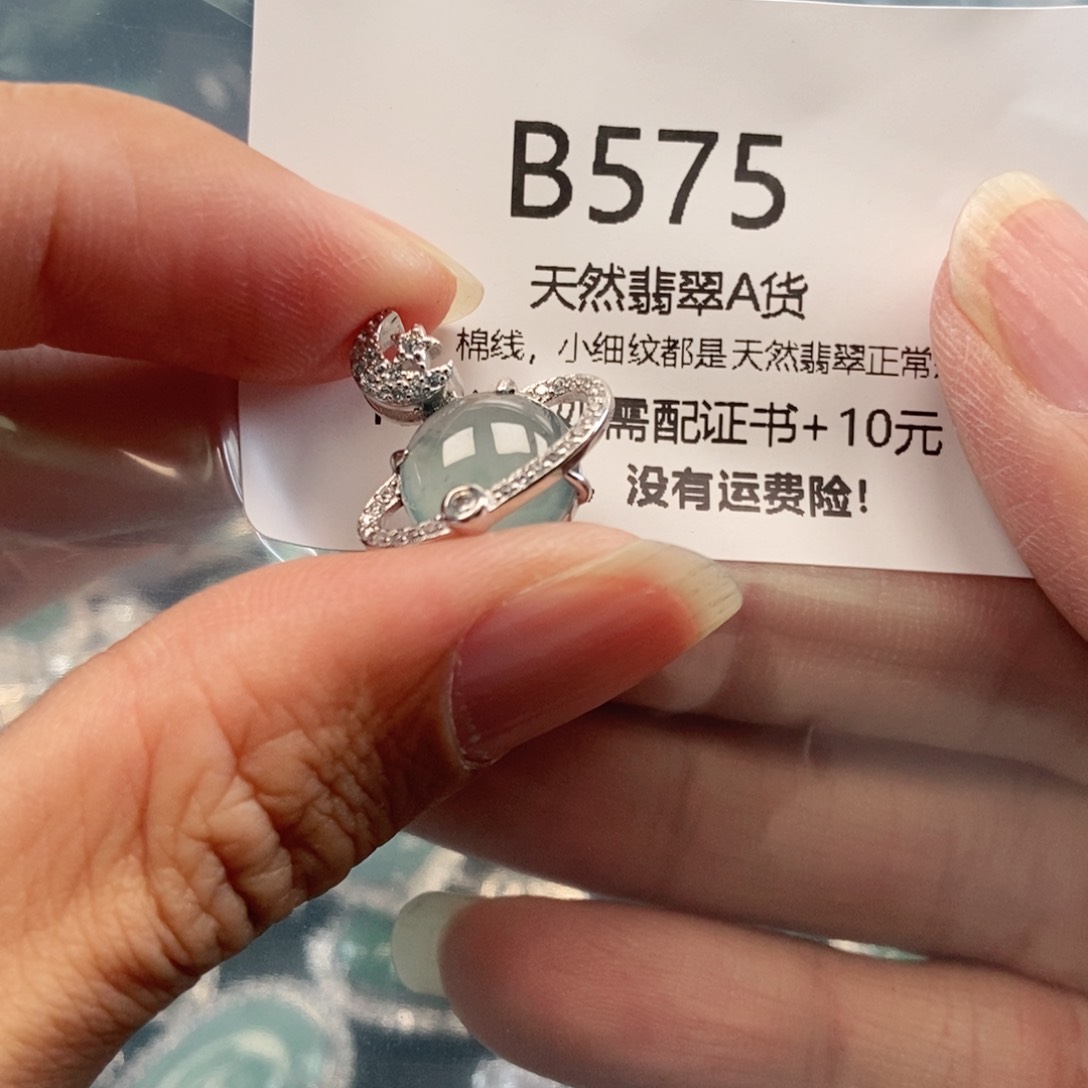 B575
天然翡翠A货
棉线，小细纹都是天然翡翠正常
需配证书+10元
没有运费险！